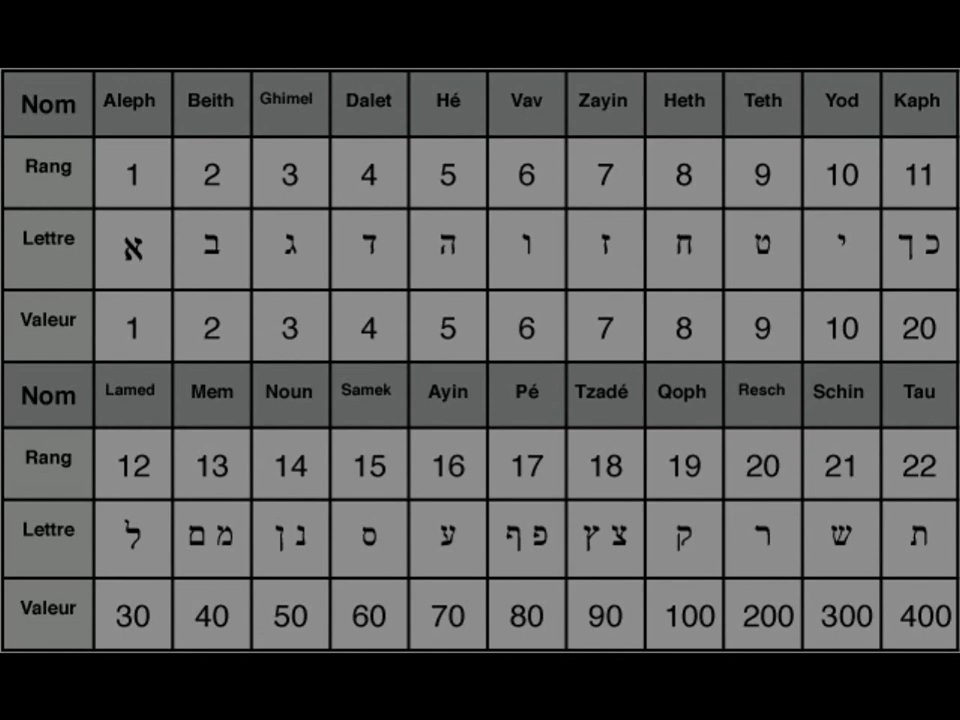 Nom Aleph Beith Ghimel Dalet Hé Vav Zayin Heth Teth Yod Kaph
Rang 1 2 3 4 5 6 7 8 9 10 11
Lettre א ב ג ד ה ו ז ח ט י ך כ
Valeur 1 2 3 4 5 6 7 8 9 10 20
Nom Lamed Mem Noun Samek Ayin Pé Tzadé Qoph Resch Schin Tau
Rang 12 13 14 15 16 17 18 19 20 21 22
Lettre ל ם מ ן נ ס ע ף פ ץ צ ק ר ש ת
Valeur 30 40 50 60 70 80 90 100 200 300 400